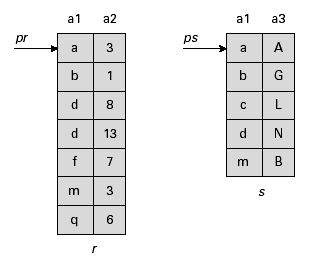 a1 a2 a1 a3
pr a 3 ps a A
b 1 b G
d 8 c L
d 13 d N
f 7 m B
m 3 s
q 6
r